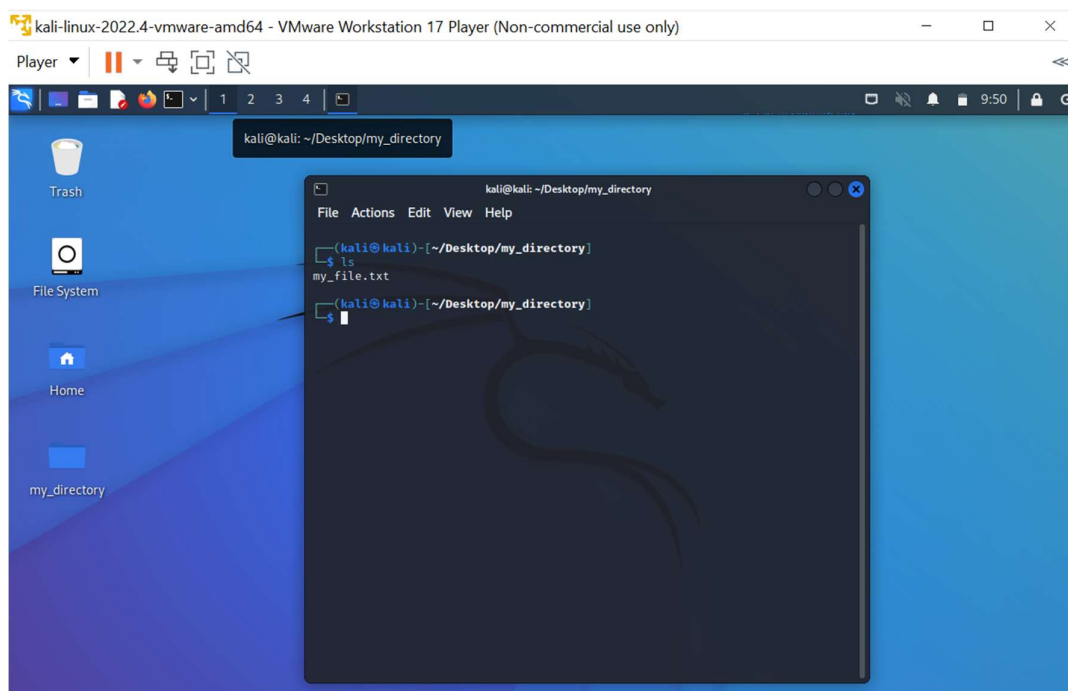 kali-linux-2022.4-vmware-amd64 - VMware Workstation 17 Player (Non-commercial use only)
Player
1 2 3 4 9:50
kali@kali: ~/Desktop/my_directory
Trash
File System
Home
my_directory
kali@kali: ~/Desktop/my_directory
File Actions Edit View Help
┌──(kali㉿kali)-[~/Desktop/my_directory]
└─$ ls
my_file.txt
┌──(kali㉿kali)-[~/Desktop/my_directory]
└─$